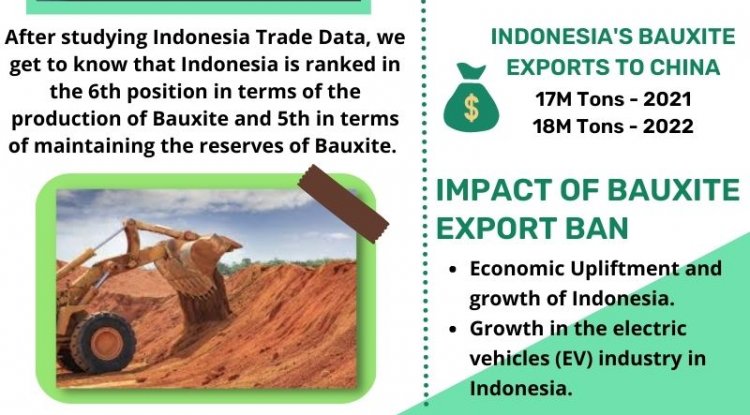 After studying Indonesia Trade Data, we
get to know that Indonesia is ranked in
the 6th position in terms of the
production of Bauxite and 5th in terms
of maintaining the reserves of Bauxite.
INDONESIA'S BAUXITE
EXPORTS TO CHINA
$
17M Tons - 2021
18M Tons - 2022
IMPACT OF BAUXITE
EXPORT BAN
• Economic Upliftment and
growth of Indonesia.
• Growth in the electric
vehicles (EV) industry in
Indonesia.